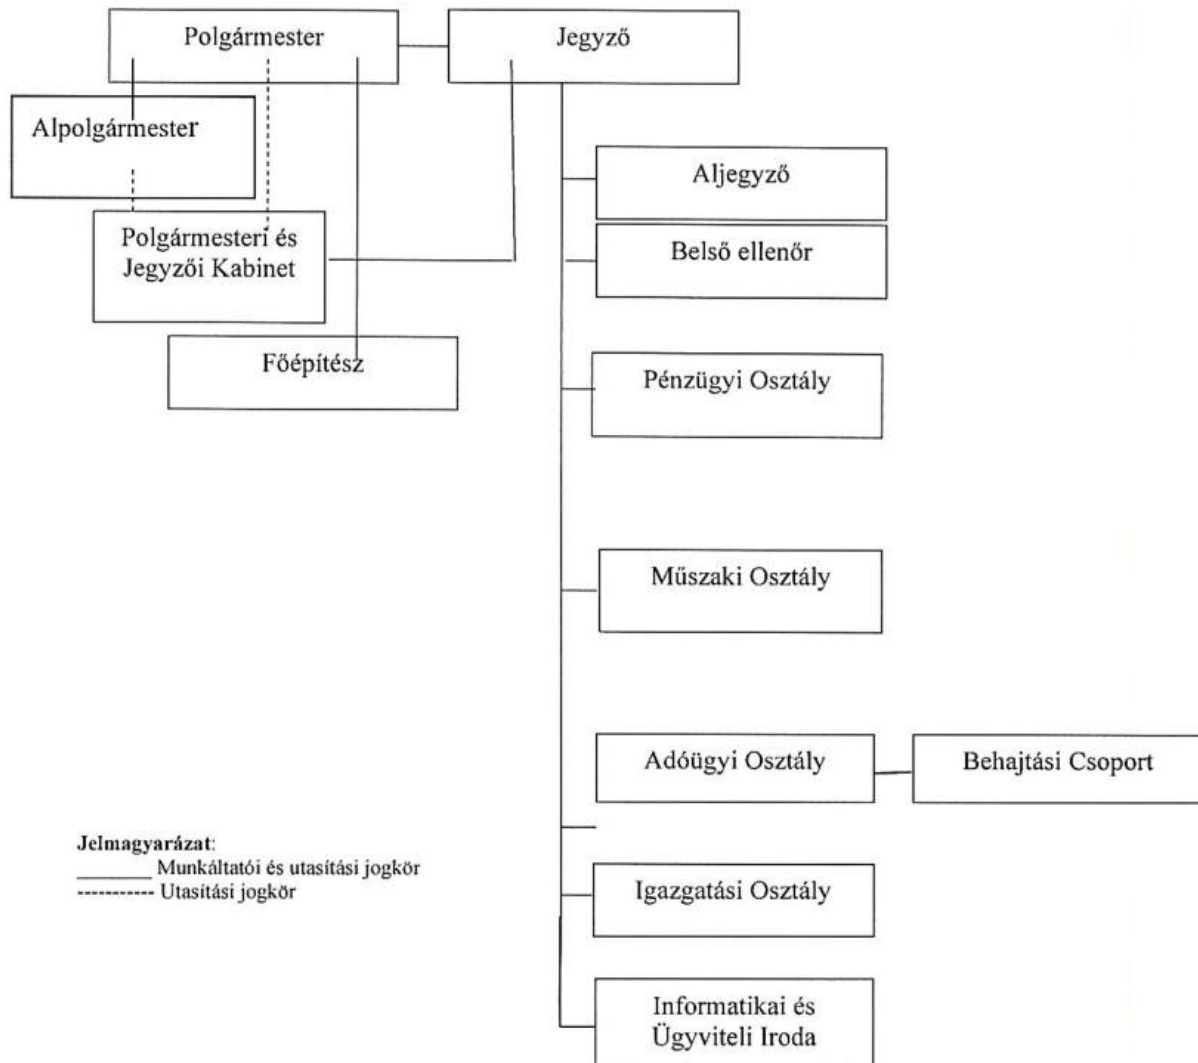 Polgármester
Jegyző
Alpolgármester
Aljegyző
Polgármesteri és
Jegyzői Kabinet
Belső ellenőr
Főépítész
Pénzügyi Osztály
Műszaki Osztály
Adóügyi Osztály
Behajtási Csoport
Jelmagyarázat:
Munkáltatói és utasítási jogkör
Utasítási jogkör
Igazgatási Osztály
Informatikai és
Ügyviteli Iroda